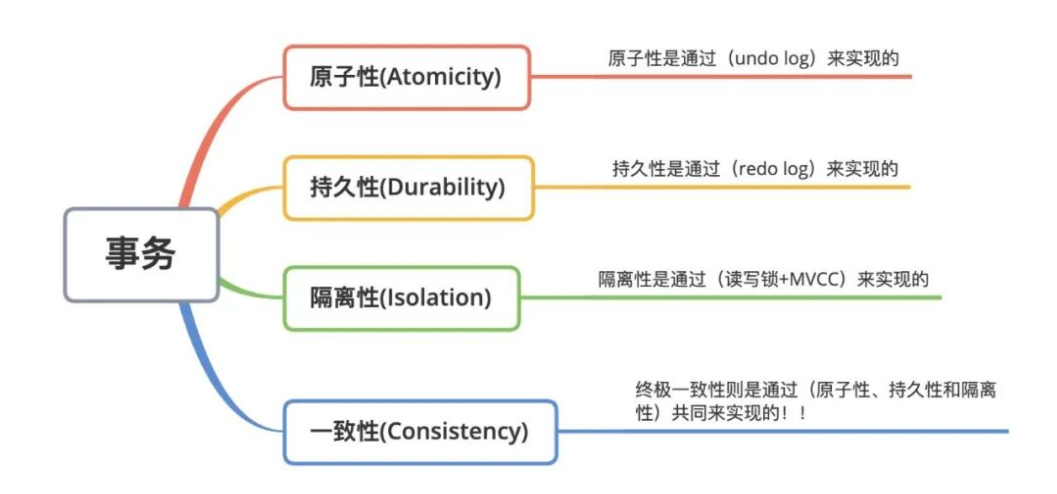 事务
原子性(Atomicity)
原子性是通过（undo log）来实现的
持久性(Durability)
持久性是通过（redo log）来实现的
隔离性(Isolation)
隔离性是通过（读写锁+MVCC）来实现的
一致性(Consistency)
终极一致性则是通过（原子性、持久性和隔离
性）共同来实现的！！